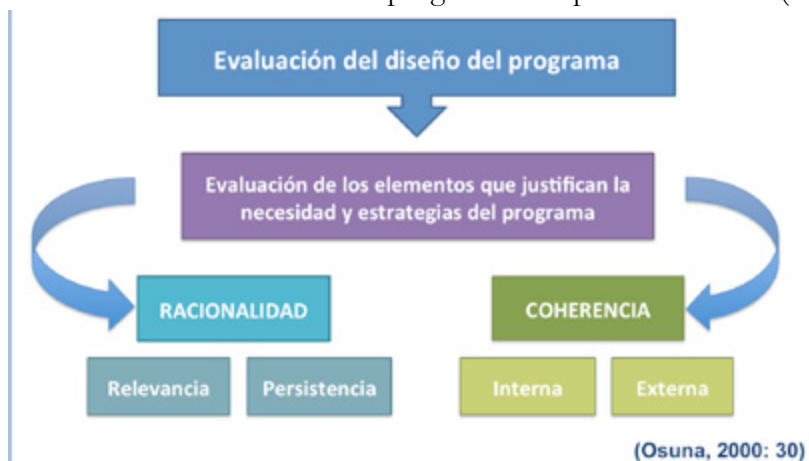 Evaluación del diseño del programa
Evaluación de los elementos que justifican la
necesidad y estrategias del programa
RACIONALIDAD
COHERENCIA
Relevancia
Persistencia
Interna
Externa
(Osuna, 2000: 30)